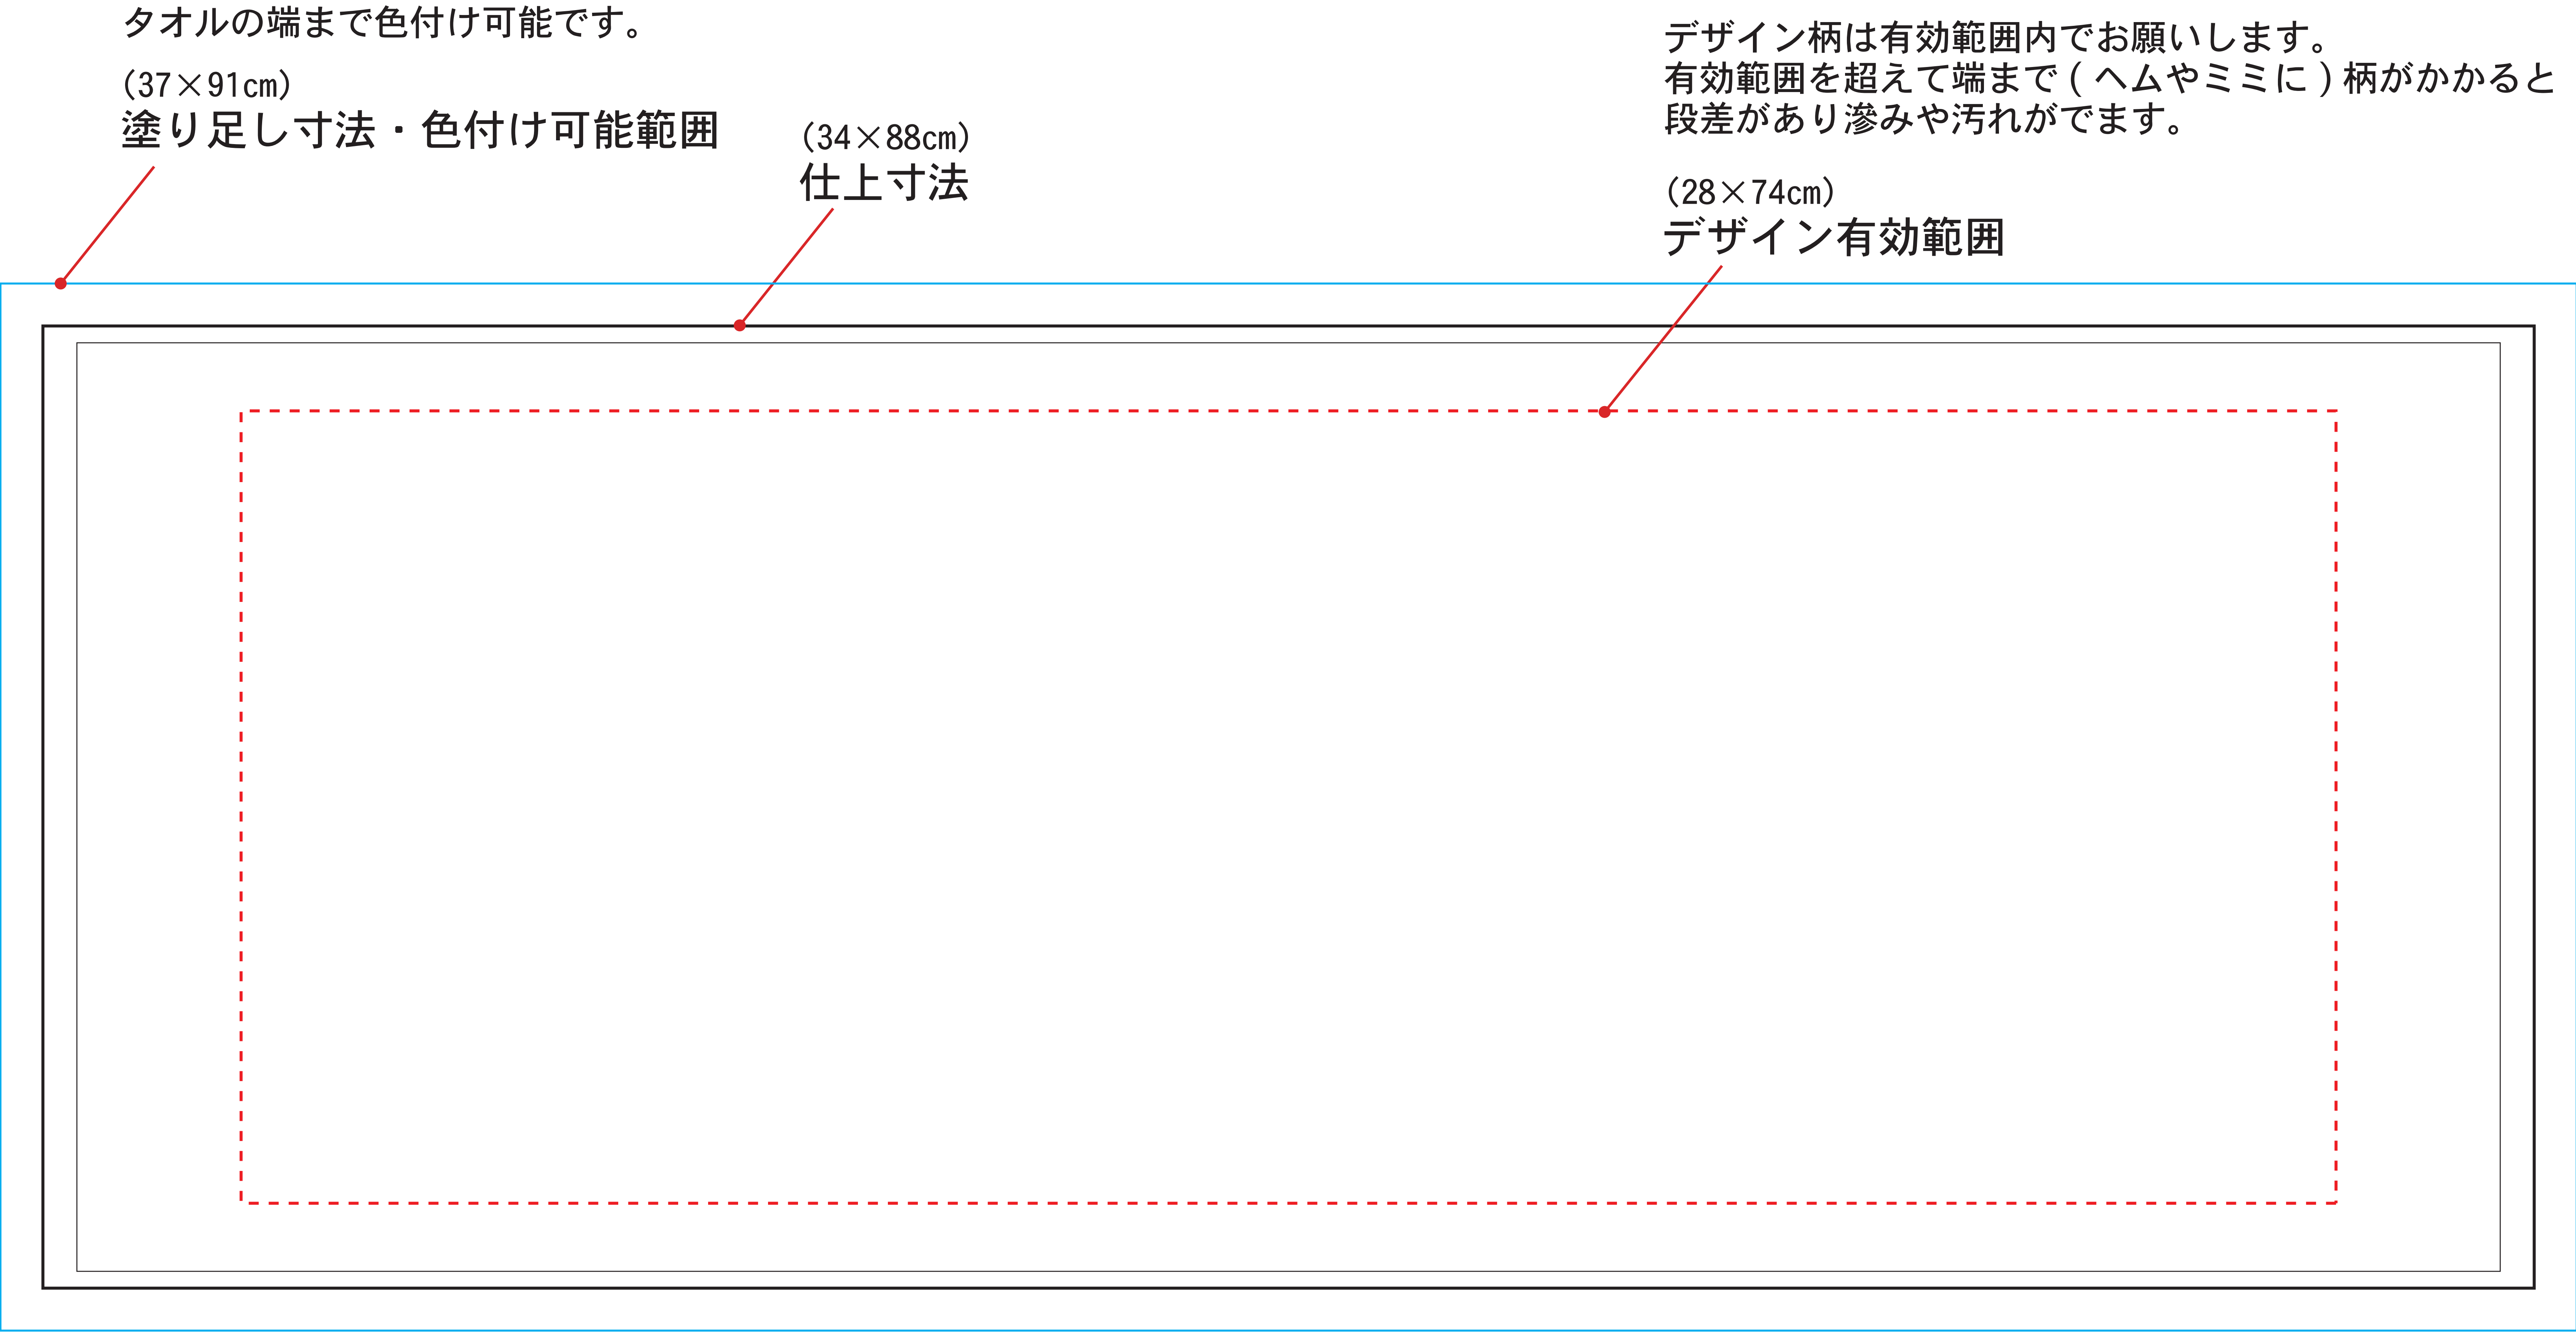 タオルの端まで色付け可能です。
（37×91cm）
塗り足し寸法・色付け可能範囲
（34×88cm）
仕上寸法
デザイン柄は有効範囲内でお願いします。
有効範囲を超えて端まで(ヘムやミミに)柄がかかると
段差があり滲みや汚れがでます。
（28×74cm）
デザイン有効範囲